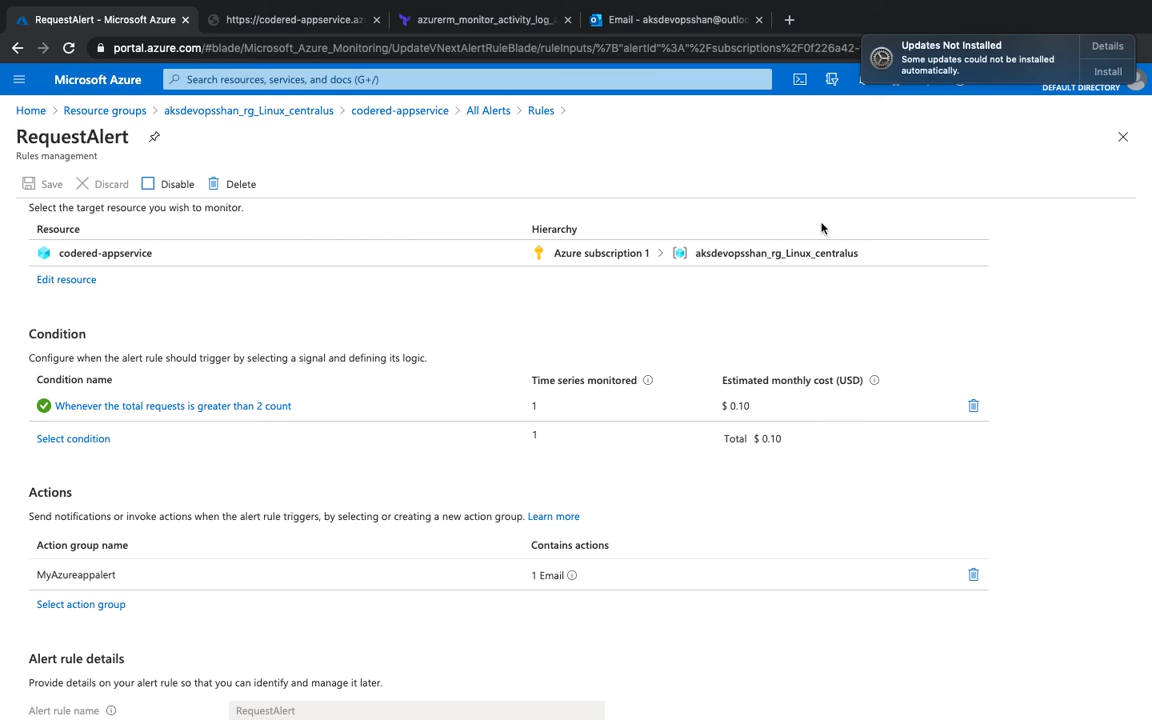 RequestAlert - Microsoft Azure
https://codered-appservice.az
azurerm_monitor_activity_log_
Email - aksdevopsshan@outloo
portal.azure.com/#blade/Microsoft_Azure_Monitoring/UpdateVNextAlertRuleBlade/ruleInputs/%7B"alertId"%3A"%2Fsubscriptions%2F0f226a42-
Updates Not Installed
Some updates could not be installed
automatically.
Details
Install
Microsoft Azure
Search resources, services, and docs (G+/)
DEFAULT DIRECTORY
Home > Resource groups > aksdevopsshan_rg_Linux_centralus > codered-appservice > All Alerts > Rules >
RequestAlert
Rules management
Save Discard Disable Delete
Select the target resource you wish to monitor.
Resource Hierarchy
codered-appservice Azure subscription 1 > aksdevopsshan_rg_Linux_centralus
Edit resource
Condition
Configure when the alert rule should trigger by selecting a signal and defining its logic.
Condition name Time series monitored Estimated monthly cost (USD)
Whenever the total requests is greater than 2 count 1 $ 0.10
Select condition 1 Total $ 0.10
Actions
Send notifications or invoke actions when the alert rule triggers, by selecting or creating a new action group. Learn more
Action group name Contains actions
MyAzureappalert 1 Email
Select action group
Alert rule details
Provide details on your alert rule so that you can identify and manage it later.
Alert rule name RequestAlert